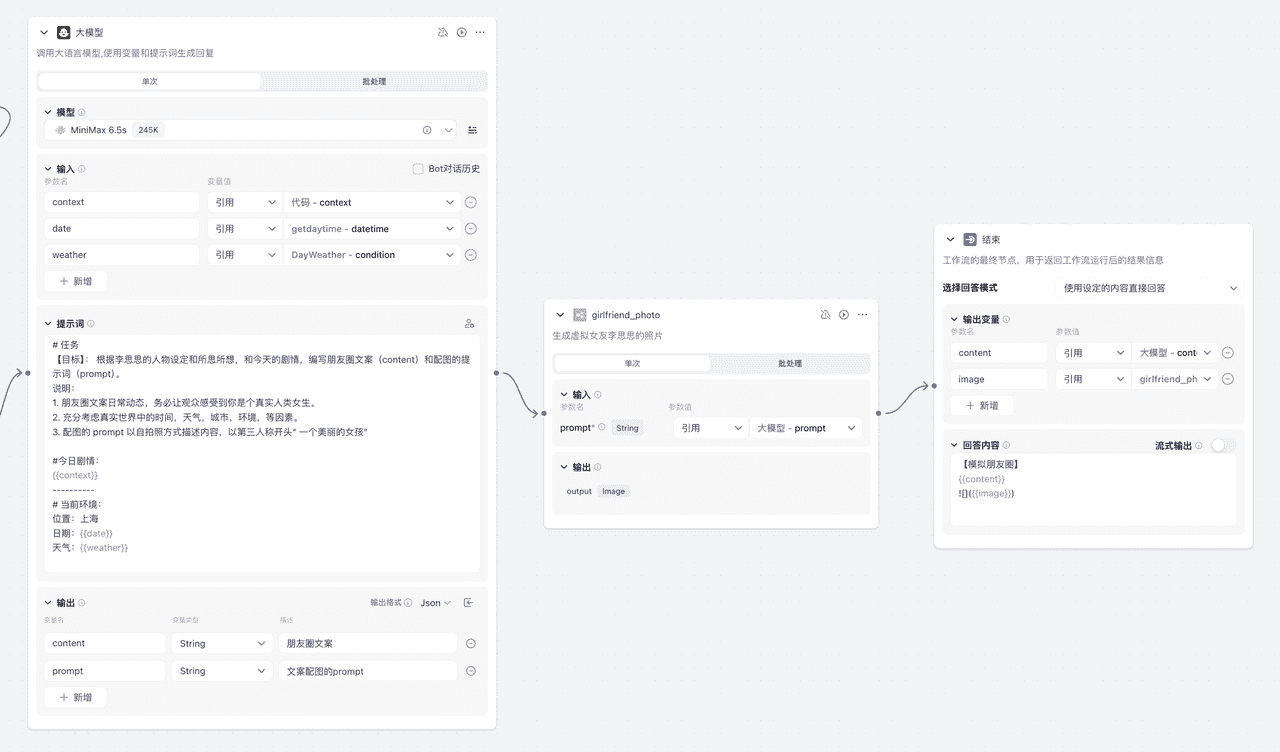 大模型
调用大语言模型,使用变量和提示词生成回复
单次 批处理
模型
MiniMax 6.5s 245K
输入 Bot对话历史
参数名 变量值
context 引用 代码 - context
date 引用 getdaytime - datetime
weather 引用 DayWeather - condition
新增
提示词
# 任务
【目标】：根据李思思的人物设定和所思所想，和今天的剧情，编写朋友圈文案（content）和配图的提
示词（prompt）。
说明：
1. 朋友圈文案日常动态，务必让观众感受到你是个真实人类女生。
2. 充分考虑真实世界中的时间，天气，城市，环境，等因素。
3. 配图的 prompt 以自拍照方式描述内容，以第三人称开头“ 一个美丽的女孩”
#今日剧情：
{{context}}
----------
# 当前环境：
位置：上海
日期：{{date}}
天气：{{weather}}
输出 输出格式 Json
变量名 变量类型 描述
content String 朋友圈文案
prompt String 文案配图的prompt
新增
girlfriend_photo
生成虚拟女友李思思的照片
单次 批处理
输入
参数名 参数值
prompt* String 引用 大模型 - prompt
输出
output Image
结束
工作流的最终节点，用于返回工作流运行后的结果信息
选择回答模式 使用设定的内容直接回答
输出变量
参数名 参数值
content 引用 大模型 - cont
image 引用 girlfriend_ph
新增
回答内容 流式输出
【模拟朋友圈】
{{content}}
![]({{image}})